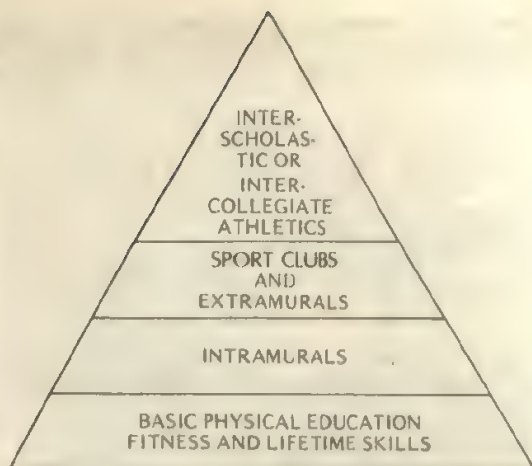 INTER-
SCHOLAS-
TIC OR
INTER-
COLLEGIATE
ATHLETICS
SPORT CLUBS
AND
EXTRAMURALS
INTRAMURALS
BASIC PHYSICAL EDUCATION
FITNESS AND LIFETIME SKILLS